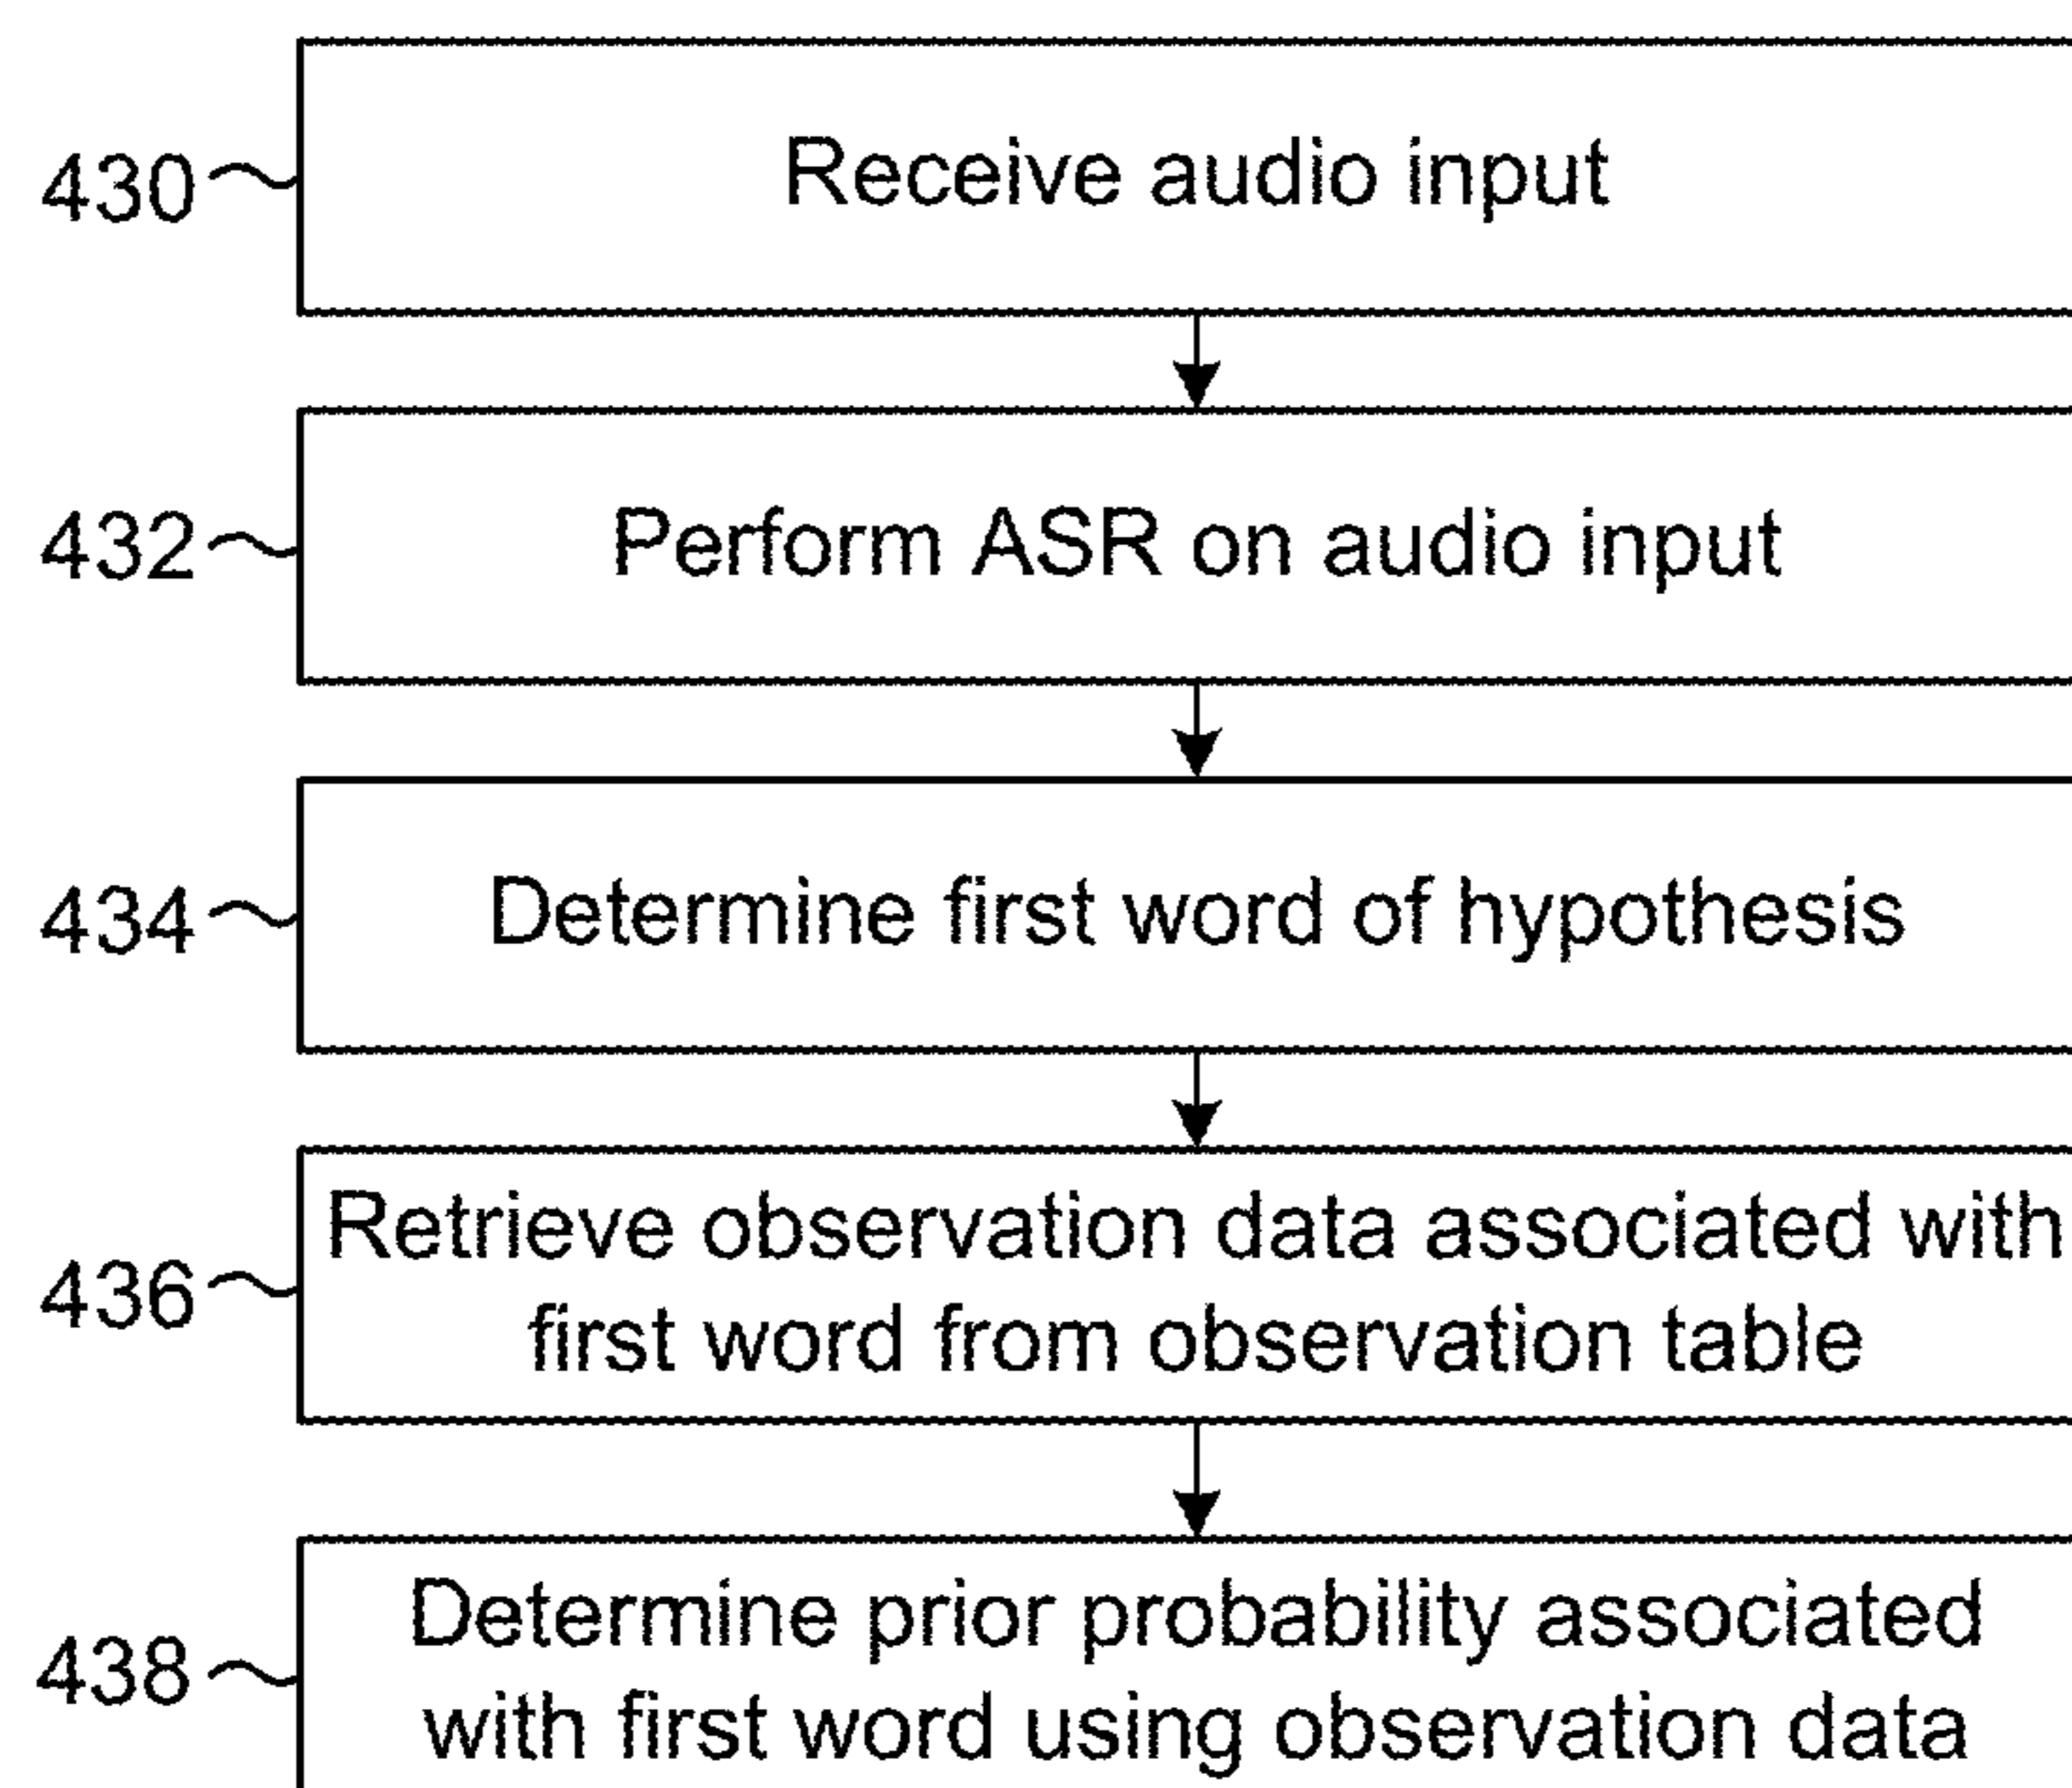 430
Receive audio input
432
Perform ASR on audio input
434
Determine first word of hypothesis
436
Retrieve observation data associated with
first word from observation table
438
Determine prior probability associated
with first word using observation data